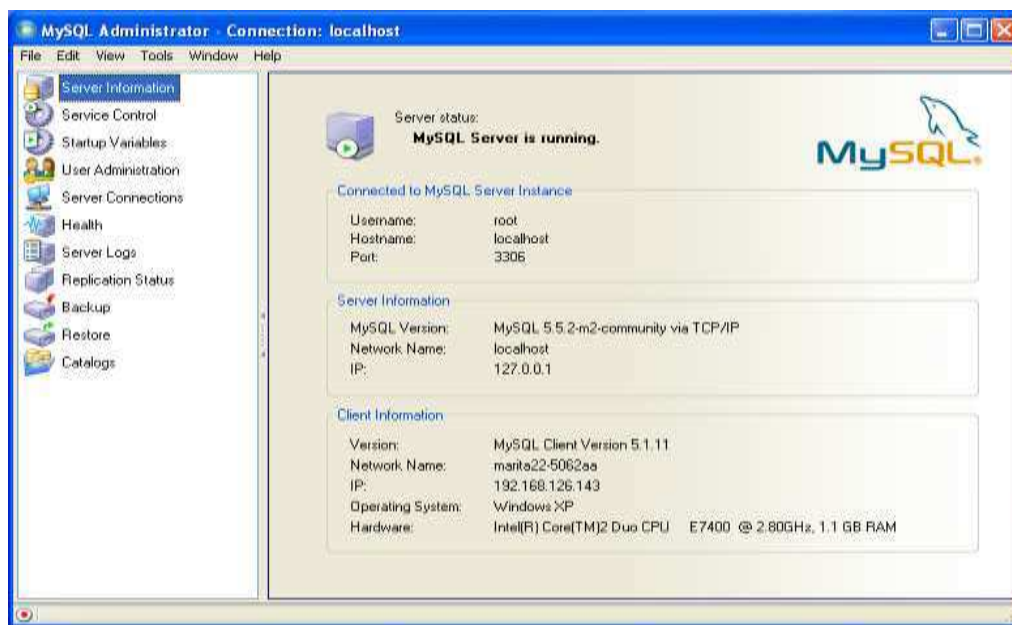 MySQL Administrator - Connection: localhost
File Edit View Tools Window Help
Server Information
Service Control
Startup Variables
User Administration
Server Connections
Health
Server Logs
Replication Status
Backup
Restore
Catalogs
Server status:
MySQL Server is running.
MySQL.
Connected to MySQL Server Instance
Username: root
Hostname: localhost
Port: 3306
Server Information
MySQL Version: MySQL 5.5.2-m2-community via TCP/IP
Network Name: localhost
IP: 127.0.0.1
Client Information
Version: MySQL Client Version 5.1.11
Network Name: marita22-5062aa
IP: 192.168.126.143
Operating System: Windows XP
Hardware: Intel(R) Core(TM)2 Duo CPU E7400 @ 2.80GHz, 1.1 GB RAM